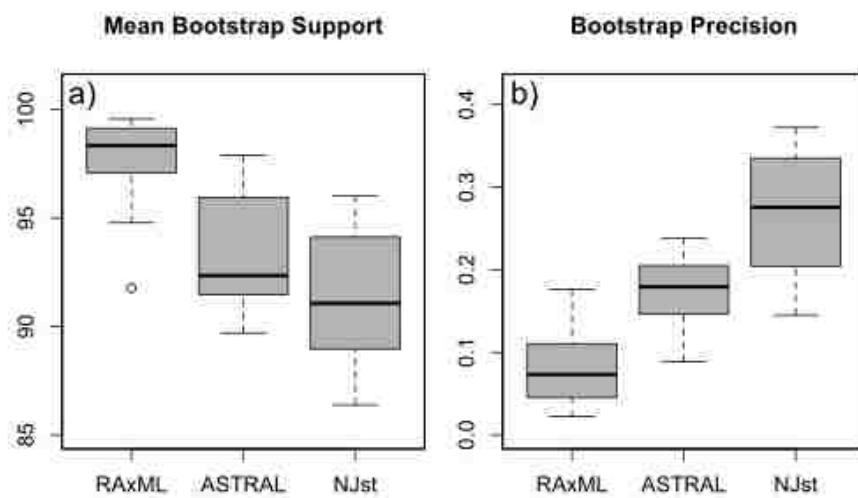 Mean Bootstrap Support
a)
100
95
90
85
RAxML ASTRAL NJst
Bootstrap Precision
b)
0.4
0.3
0.2
0.1
0.0
RAxML ASTRAL NJst